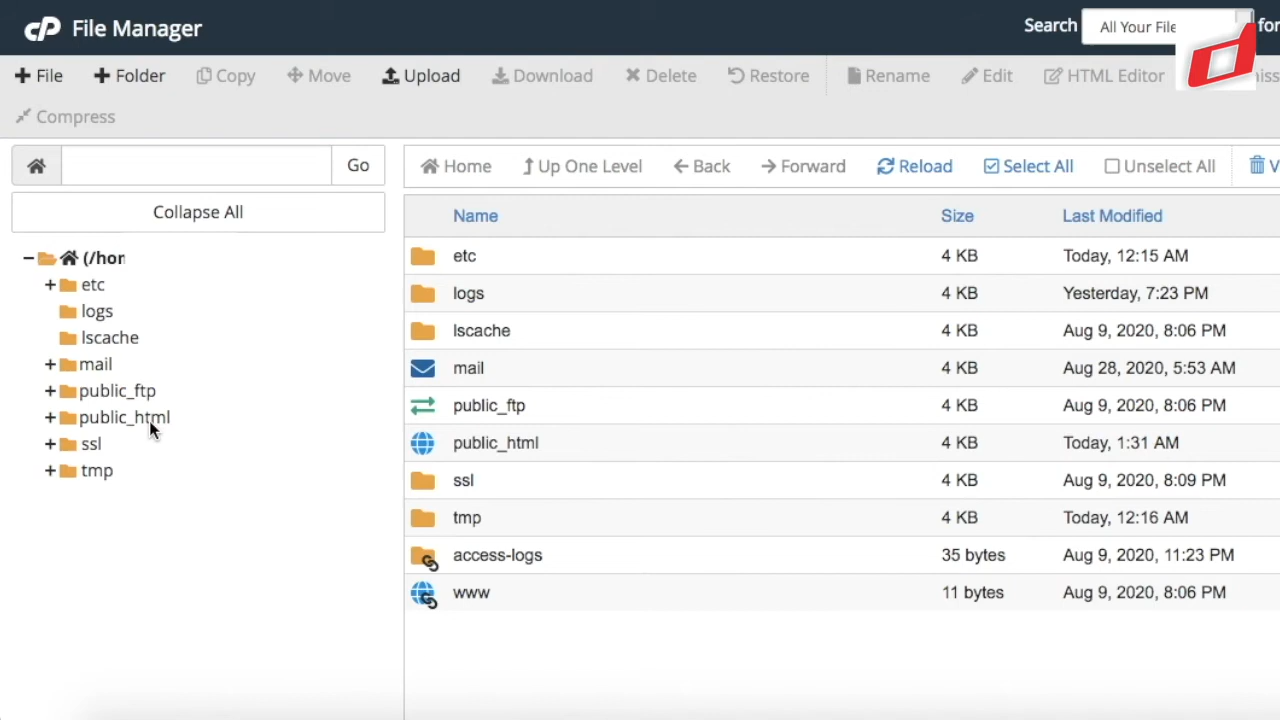 cP File Manager
Search All Your File for
File Folder Copy Move Upload Download Delete Restore Rename Edit HTML Editor
Compress
Go Home Up One Level Back Forward Reload Select All Unselect All
Collapse All
Name Size Last Modified
(/hom
etc
logs
lscache
mail
public_ftp
public_html
ssl
tmp
etc 4 KB Today, 12:15 AM
logs 4 KB Yesterday, 7:23 PM
lscache 4 KB Aug 9, 2020, 8:06 PM
mail 4 KB Aug 28, 2020, 5:53 AM
public_ftp 4 KB Aug 9, 2020, 8:06 PM
public_html 4 KB Today, 1:31 AM
ssl 4 KB Aug 9, 2020, 8:09 PM
tmp 4 KB Today, 12:16 AM
access-logs 35 bytes Aug 9, 2020, 11:23 PM
www 11 bytes Aug 9, 2020, 8:06 PM